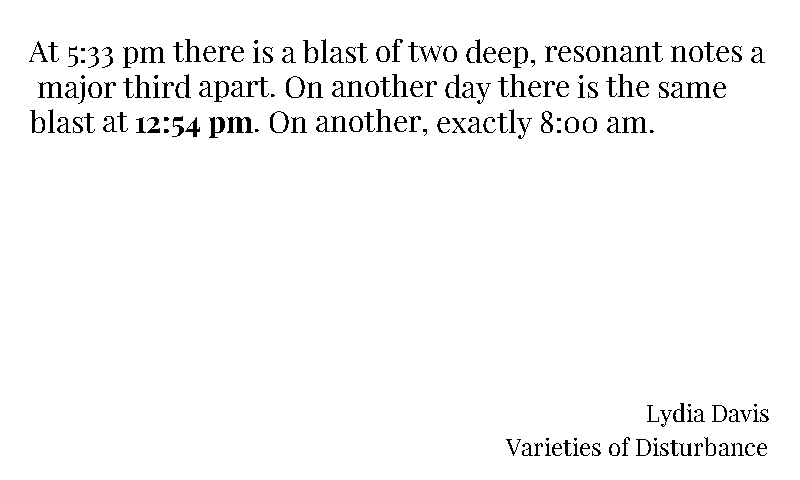 At 5:33 pm there is a blast of two deep, resonant notes a
major third apart. On another day there is the same
blast at 12:54 pm. On another, exactly 8:00 am.
Lydia Davis
Varieties of Disturbance